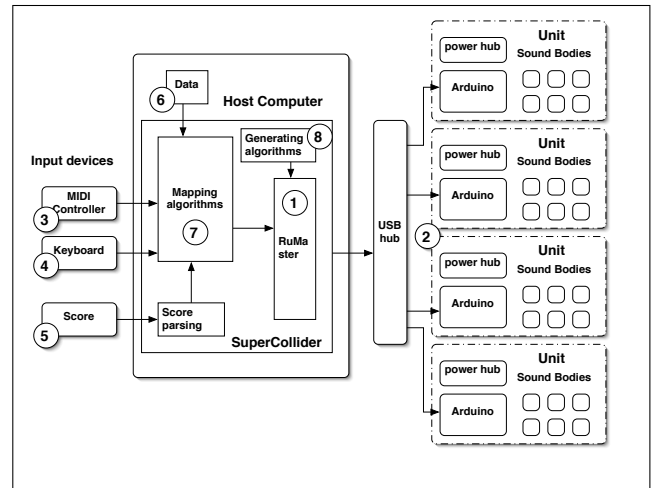 Input devices
MIDI
Controller
3
Keyboard
4
Score
5
Host Computer
Data
6
Generating
algorithms
8
Mapping
algorithms
7
1
RuMa
ster
Score
parsing
SuperCollider
USB
hub
2
Unit
power hub
Sound Bodies
Arduino
Unit
power hub
Sound Bodies
Arduino
Unit
power hub
Sound Bodies
Arduino
Unit
power hub
Sound Bodies
Arduino